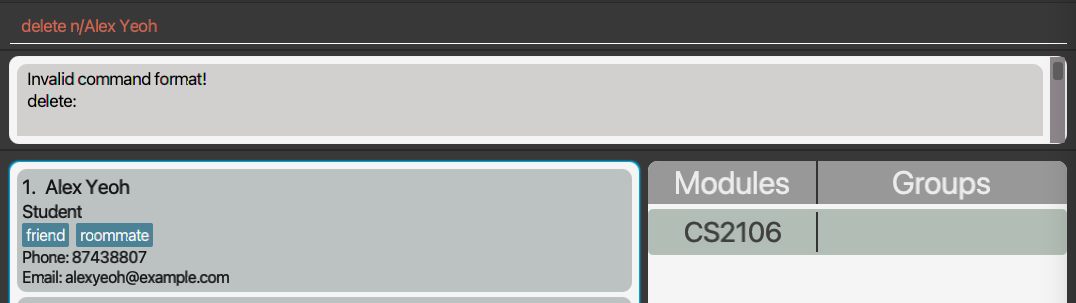 delete n/Alex Yeoh
Invalid command format!
delete:
1. Alex Yeoh
Student
friend roommate
Phone: 87438807
Email: alexyeoh@example.com
Modules Groups
CS2106